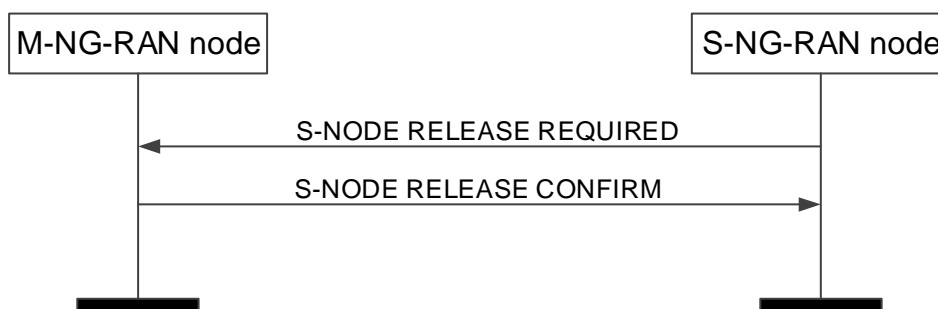 M-NG-RAN node
S-NG-RAN node
S-NODE RELEASE REQUIRED
S-NODE RELEASE CONFIRM